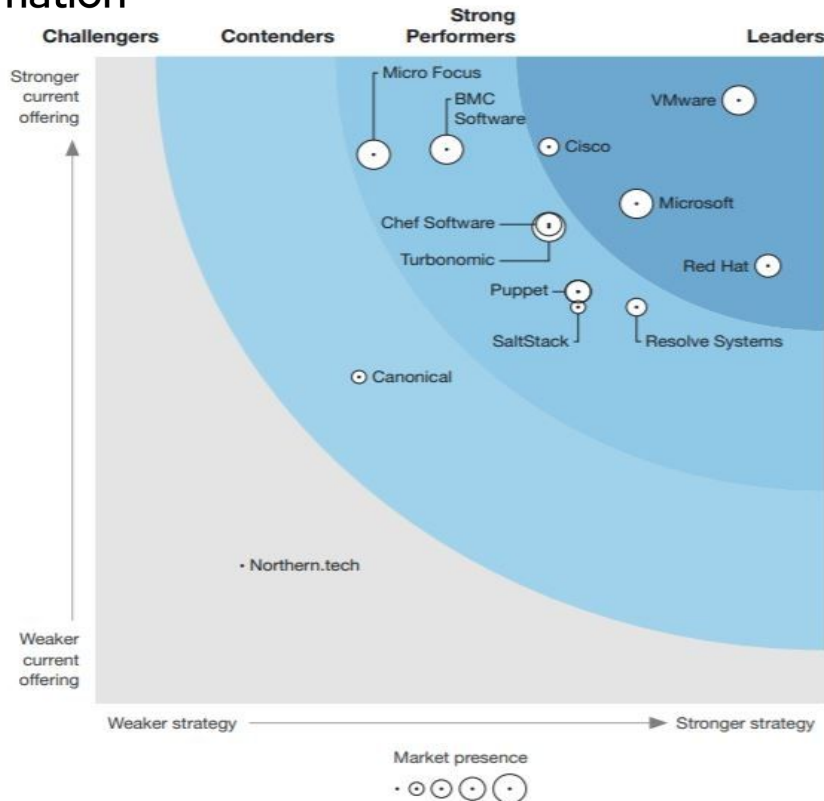 Challengers
Contenders
Strong
Performers
Leaders
Stronger
current
offering
Micro Focus
BMC
Software
VMware
Cisco
Microsoft
Chef Software
Turbonomic
Red Hat
Puppet
SaltStack
Resolve Systems
Canonical
Northern.tech
Weaker
current
offering
Weaker strategy
Stronger strategy
Market presence